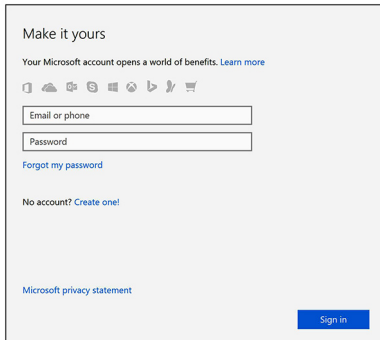 Make it yours
Your Microsoft account opens a world of benefits. Learn more
Email or phone
Password
Forgot my password
No account? Create one!
Microsoft privacy statement
Sign in